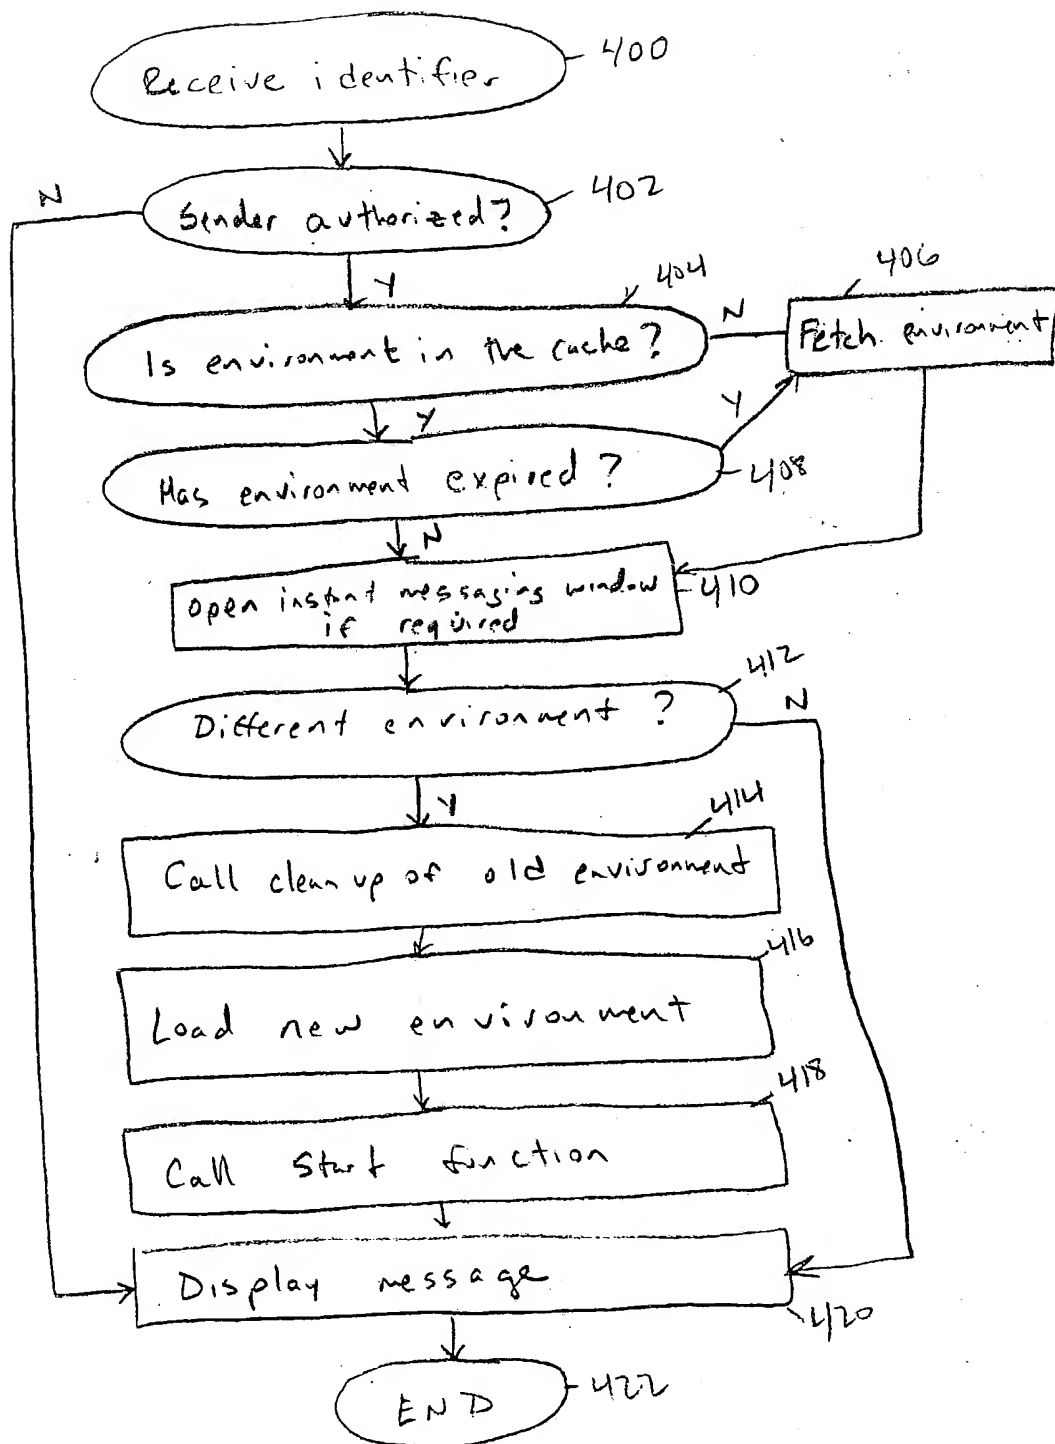 Receive identifier
400
Sender authorized?
402
N
Y
404
Is environment in the cache?
N
406
Fetch environment
Y
Y
Has environment expired?
408
N
Open instant messaging window
if required
410
412
Different environment?
N
Y
414
Call clean up of old environment
416
Load new environment
418
Call Start function
Display message
420
END
422